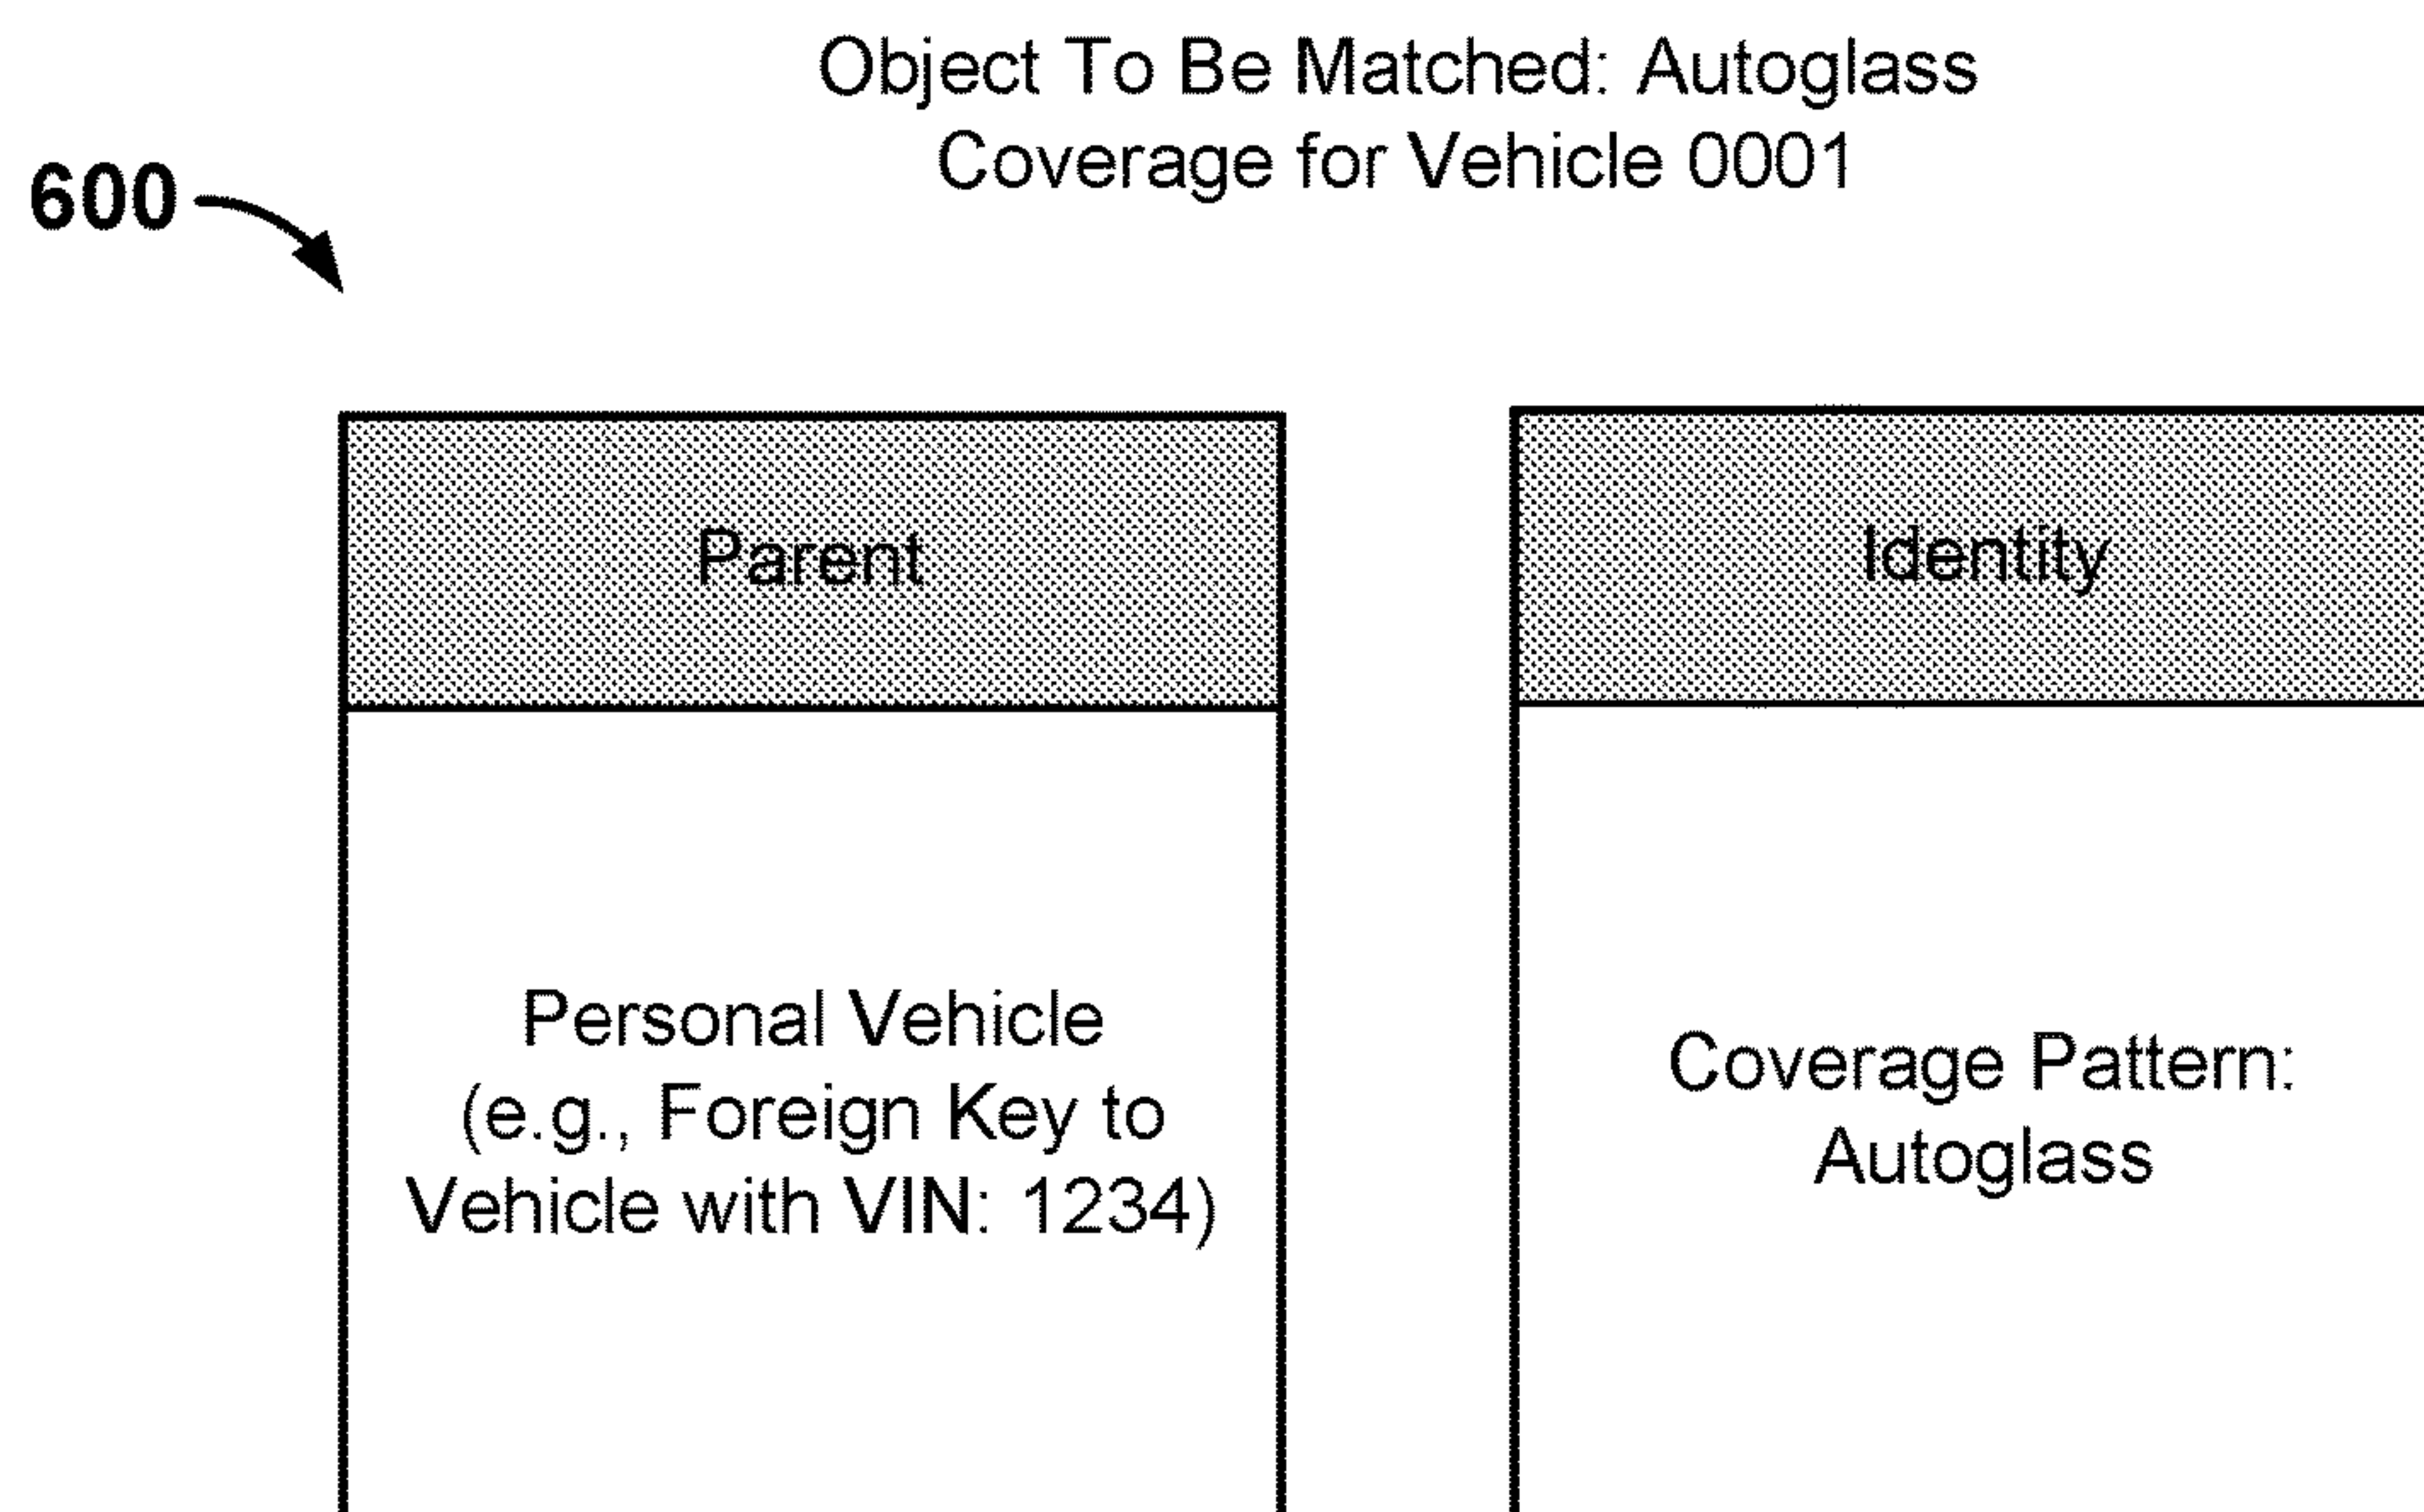 Object To Be Matched: Autoglass
Coverage for Vehicle 0001
600
Parent
Identity
Personal Vehicle
(e.g., Foreign Key to
Vehicle with VIN: 1234)
Coverage Pattern:
Autoglass